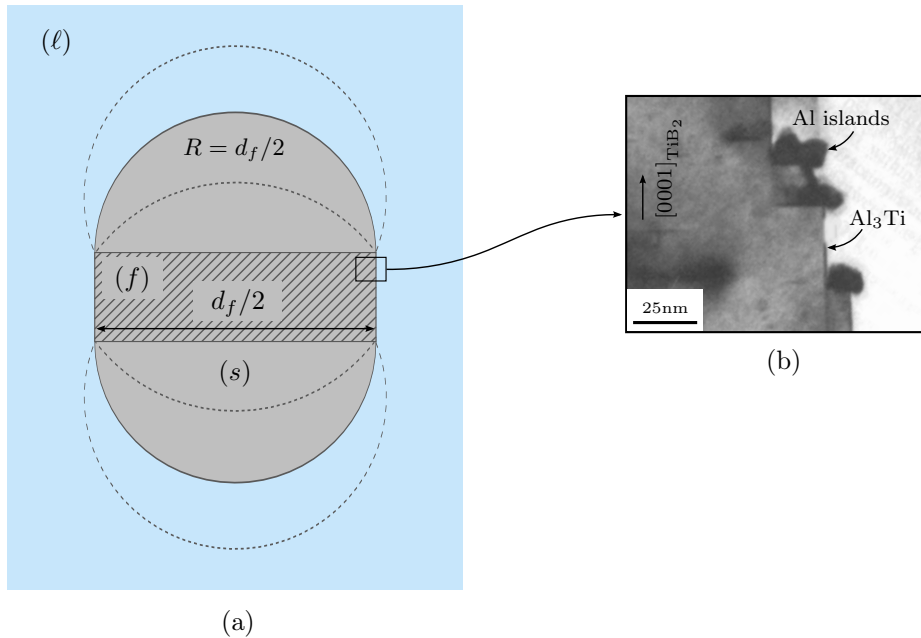 (ℓ)
R = d_f/2
(f)
d_f/2
(s)
(a)
[0001]_TiB₂
Al islands
Al₃Ti
25nm
(b)